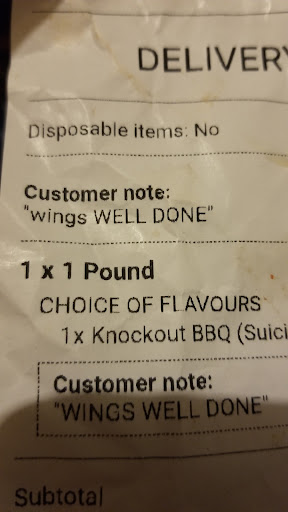 DELIVERY
Disposable items: No
Customer note:
"wings WELL DONE"
1 x 1 Pound
CHOICE OF FLAVOURS
1x Knockout BBQ (Suici
Customer note:
"WINGS WELL DONE"
Subtotal